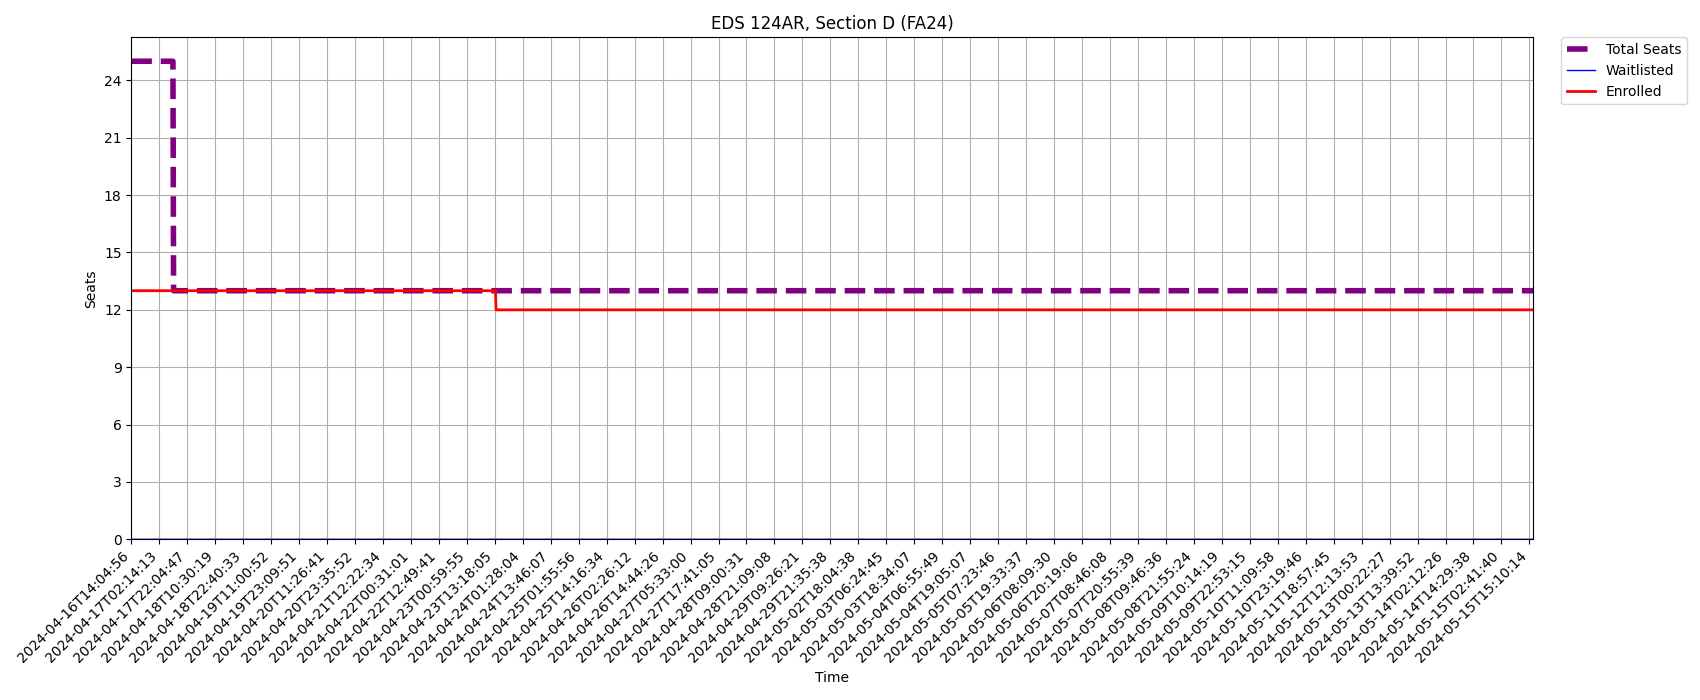 EDS 124AR, Section D (FA24)
Total Seats
Waitlisted
Enrolled
24
21
18
15
12
9
6
3
0
Seats
2024-04-16T14:04:56
2024-04-17T02:14:13
2024-04-17T22:04:47
2024-04-18T10:30:19
2024-04-18T22:40:33
2024-04-19T11:00:52
2024-04-19T23:09:51
2024-04-20T11:26:41
2024-04-20T23:35:52
2024-04-21T12:22:34
2024-04-22T00:31:01
2024-04-22T12:49:41
2024-04-23T00:59:55
2024-04-23T13:18:05
2024-04-24T01:28:04
2024-04-24T13:46:07
2024-04-25T01:55:56
2024-04-25T14:16:34
2024-04-26T02:26:12
2024-04-26T14:44:26
2024-04-27T05:33:00
2024-04-27T17:41:05
2024-04-28T09:00:31
2024-04-28T21:09:08
2024-04-29T09:26:21
2024-04-29T21:35:38
2024-05-02T18:04:38
2024-05-03T06:24:45
2024-05-03T18:34:07
2024-05-04T06:55:49
2024-05-04T19:05:07
2024-05-05T07:23:46
2024-05-05T19:33:37
2024-05-06T08:09:30
2024-05-06T20:19:06
2024-05-07T08:46:08
2024-05-07T20:55:39
2024-05-08T09:46:36
2024-05-08T21:55:24
2024-05-09T10:14:19
2024-05-09T22:53:15
2024-05-10T11:09:58
2024-05-10T23:19:46
2024-05-11T18:57:45
2024-05-12T12:13:53
2024-05-13T00:22:27
2024-05-13T13:39:52
2024-05-14T02:12:26
2024-05-14T14:29:38
2024-05-15T02:41:40
2024-05-15T15:10:14
Time